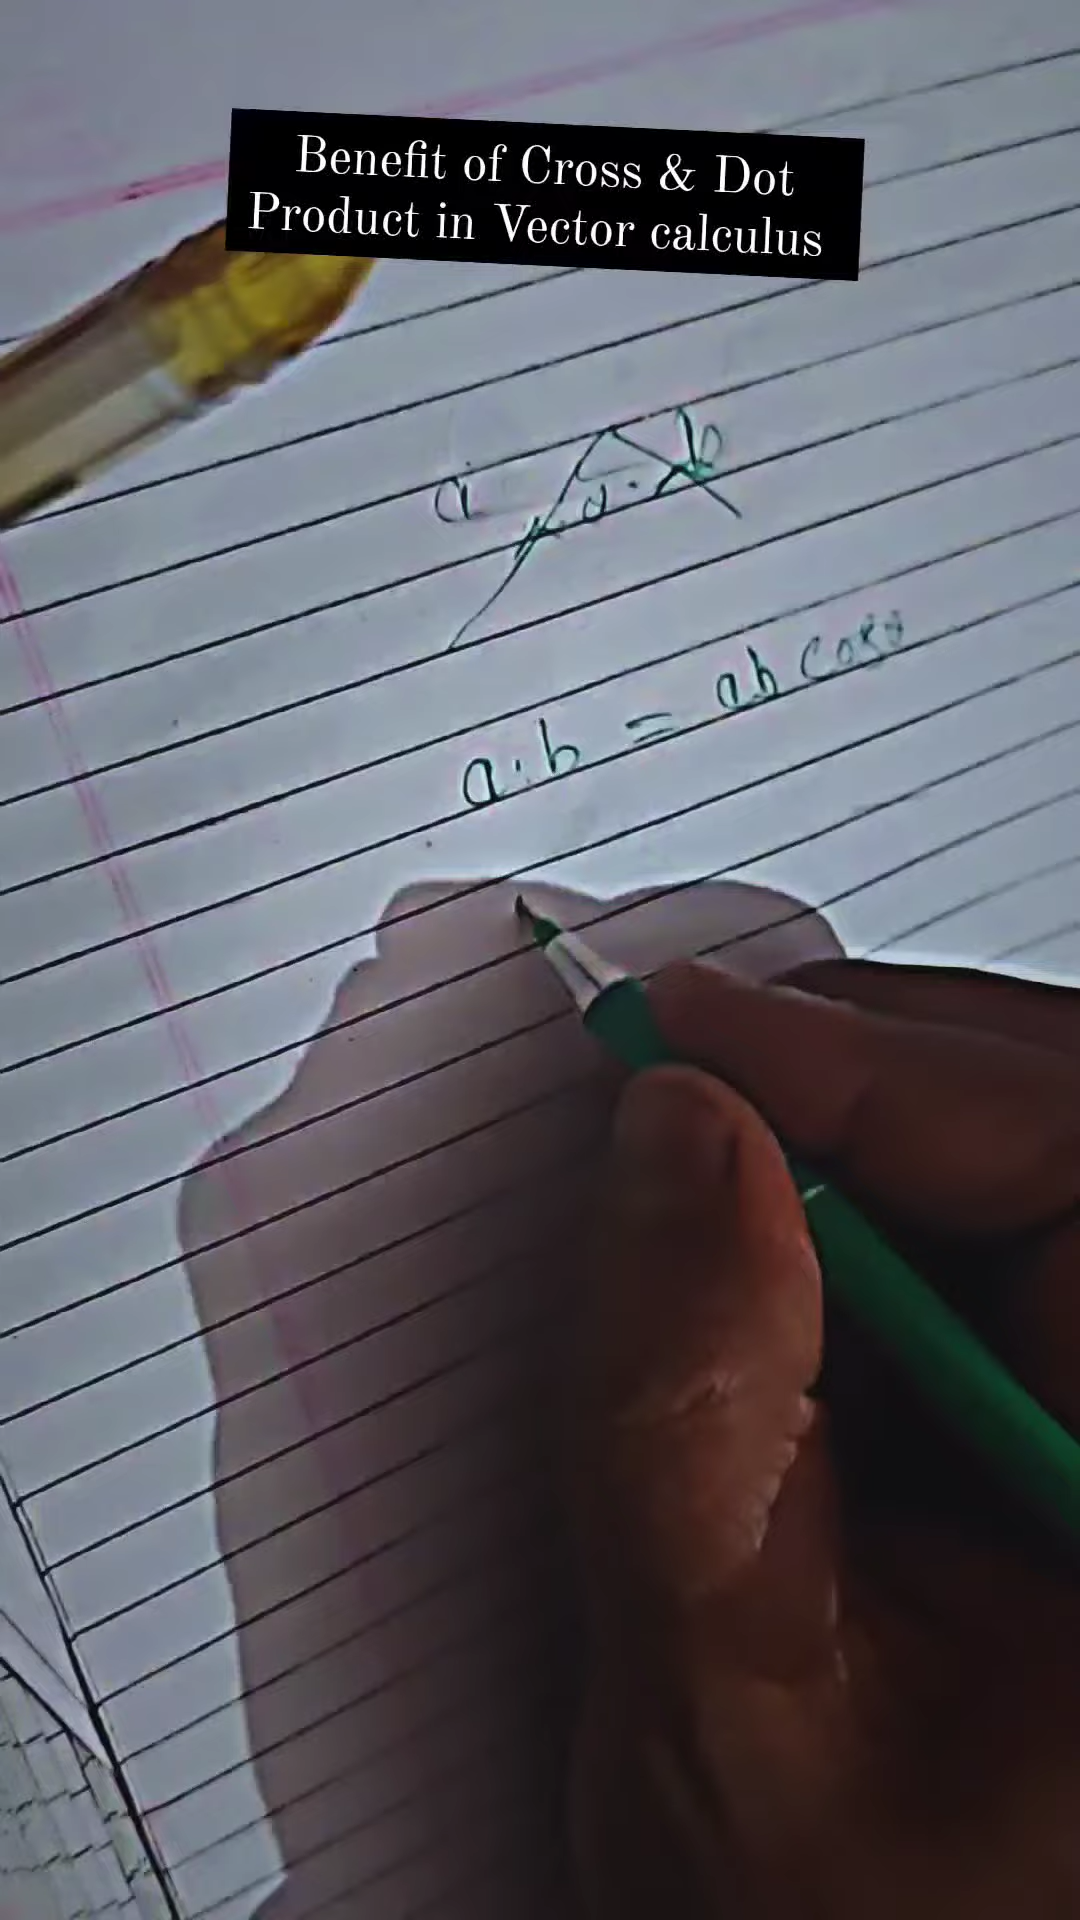 Benefit of Cross & Dot
Product in Vector calculus
a
b
θ
a.b = ab cosθ